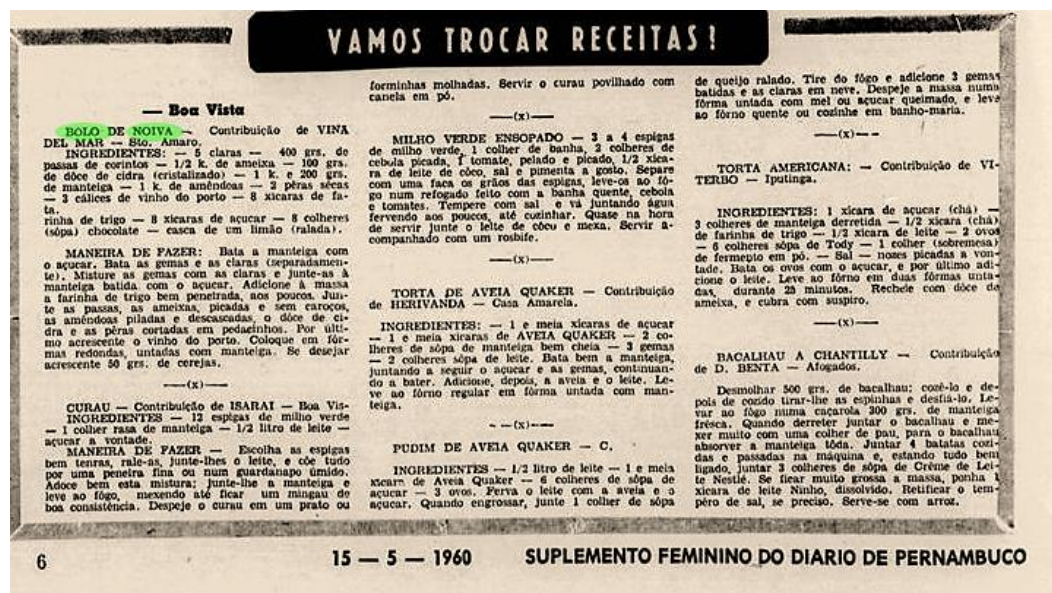 VAMOS TROCAR RECEITAS!
— Boa Vista
BOLO DE NOIVA — Contribuição de VINA
DEL MAR — Sto. Amaro.
INGREDIENTES: — 5 claras — 400 grs. de
passas de corintos — 1/2 k. de ameixa — 100 grs.
de dôce de cidra (cristalizado) — 1 k. e 200 grs.
de manteiga — 1 k. de amêndoas — 2 pêras sêcas
— 3 cálices de vinho do porto — 8 xicaras de fa-
ta.
rinha de trigo — 8 xicaras de açucar — 8 colheres
(sôpa) chocolate — casca de um limão (ralada).
MANEIRA DE FAZER: Bata a manteiga com
o açucar. Bata as gemas e as claras (separadamen-
te). Misture as gemas com as claras e junte-as à
manteiga batida com o açucar. Adicione à massa
a farinha de trigo bem peneirada, aos poucos. Jun-
te as passas, as ameixas, picadas e sem caroços,
as amêndoas piladas e descascadas, o dôce de ci-
dra e as pêras cortadas em pedacinhos. Por últi-
mo acrescente o vinho do porto. Coloque em fôr-
mas redondas, untadas com manteiga. Se desejar
acrescente 50 grs. de cerejas.
—(x)—
CURAU — Contribuição de ISARAI — Boa Vis-
INGREDIENTES — 12 espigas de milho verde
— 1 colher rasa de manteiga — 1/2 litro de leite —
açucar a vontade.
MANEIRA DE FAZER — Escolha as espigas
bem tenras, rale-as, junte-lhes o leite, e côe tudo
por uma peneira fina ou num guardanapo úmido.
Adoce bem esta mistura; junte-lhe a manteiga e
leve ao fôgo, mexendo até ficar um mingau de
boa consistência. Despeje o curau em um prato ou
forminhas molhadas. Servir o curau povilhado com
canela em pó.
—(x)—
MILHO VERDE ENSOPADO — 3 a 4 espigas
de milho verde, 1 colher de banha, 2 colheres de
cebula picada, 1 tomate, pelado e picado, 1/2 xica-
ra de leite de côco, sal e pimenta a gosto. Separe
com uma faca os grãos das espigas, leve-os ao fô-
go num refogado feito com a banha quente, cebola
e tomates. Tempere com sal e vá juntando água
fervendo aos poucos, até cozinhar. Quase na hora
de servir junte o leite de côcu e mexa. Servir a-
companhado com um rosbife.
—(x)—
TORTA DE AVEIA QUAKER — Contribuição
de HERIVANDA — Casa Amarela.
INGREDIENTES: — 1 e meia xicaras de açucar
— 1 e meia xicaras de AVEIA QUAKER — 2 co-
lheres de sôpa de manteiga bem cheia — 3 gemas
— 2 colheres sôpa de leite. Bata bem a manteiga,
juntando a seguir o açucar e as gemas, continuan-
do a bater. Adicione, depois, a aveia e o leite. Le-
ve ao fôrno regular em fôrma untada com man-
teiga.
— —(x)—
PUDIM DE AVEIA QUAKER — C.
INGREDIENTES — 1/2 litro de leite — 1 e meia
xicara de Aveia Quaker — 6 colheres de sôpa de
açucar — 3 ovos. Ferva o leite com a aveia e o
açucar. Quando engrossar, junte 1 colher de sôpa
de queijo ralado. Tire do fôgo e adicione 3 gemas
batidas e as claras em neve. Despeje a massa numa
fôrma untada com mel ou açucar queimado, e leve
ao fôrno quente ou cozinhe em banho-maria.
—(x)—
TORTA AMERICANA: — Contribuição de VI-
TERBO — Iputinga.
INGREDIENTES: 1 xicara de açucar (chá) —
3 colheres de manteiga derretida — 1/2 xicara (chá)
de farinha de trigo — 1/2 xicara de leite — 2 ovos
— 6 colheres sôpa de Tody — 1 colher (sobremesa)
de fermepto em pó. — Sal — nozes picadas a von-
tade. Bata os ovos com o açucar, e por último adi-
cione o leite. Leve ao fôrno em duas fôrmas unta-
das, durante 25 minutos. Recheie com dôce de
ameixa, e cubra com suspiro.
—(x)—
BACALHAU A CHANTILLY — Contribuição
de D. BENTA — Afogados.
Desmolhar 500 grs. de bacalhau; cozê-lo e de-
pois de cozido tirar-lhe as espinhas e desfiá-lo. Le-
var ao fôgo numa caçarola 300 grs. de manteiga
frêsca. Quando derreter juntar o bacalhau e me-
xer muito com uma colher de pau, para o bacalhau
absorver a manteiga tôda. Juntar 4 batatas cozi-
das e passadas na máquina e, estando tudo bem
ligado, juntar 3 colheres de sôpa de Crême de Lei-
te Nestlé. Se ficar muito grossa a massa, ponha 1
xicara de leite Ninho, dissolvido. Retificar o tem-
pêro de sal, se preciso. Serve-se com arroz.
6
15 — 5 — 1960
SUPLEMENTO FEMININO DO DIARIO DE PERNAMBUCO